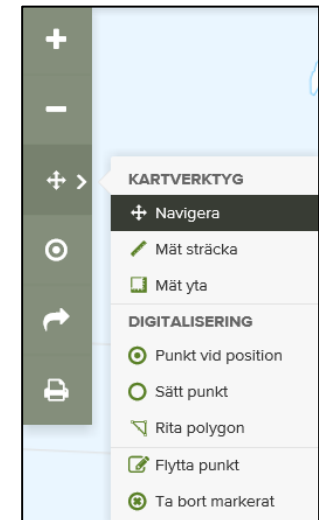 KARTVERKTYG
Navigera
Mät sträcka
Mät yta
DIGITALISERING
Punkt vid position
Sätt punkt
Rita polygon
Flytta punkt
Ta bort markerat